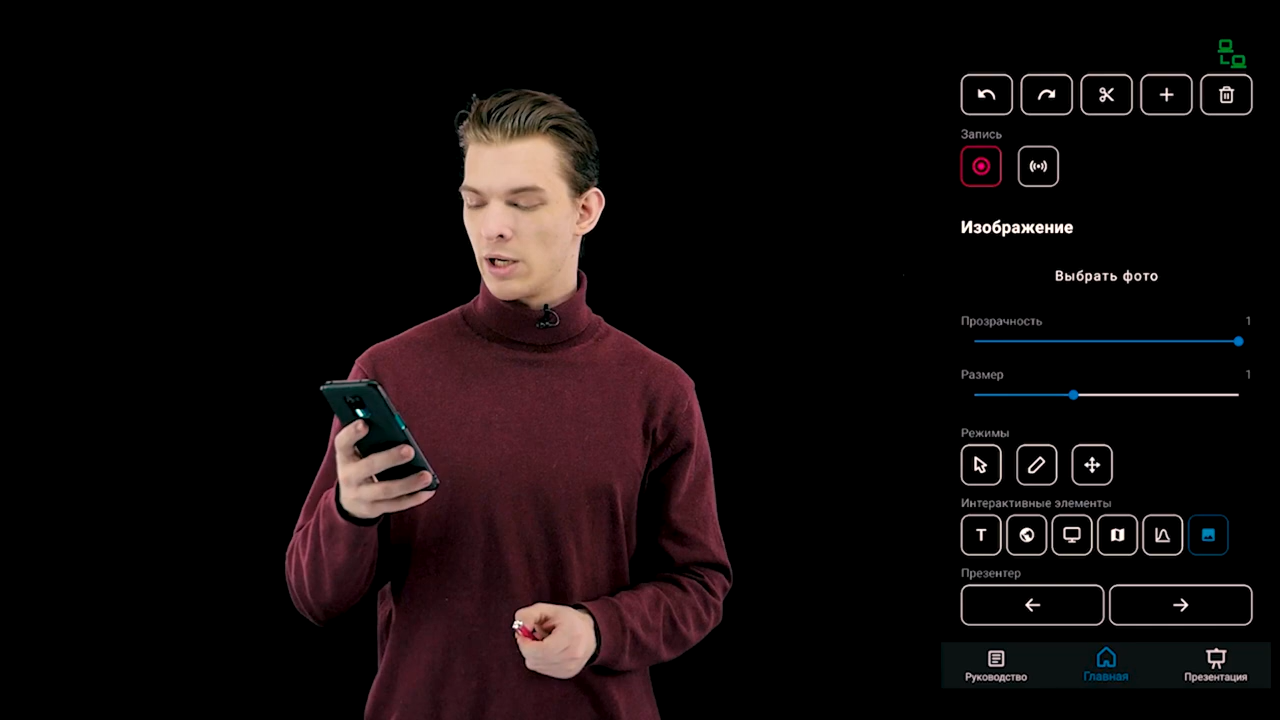 Запись
Изображение
Выбрать фото
Прозрачность 1
Размер 1
Режимы
Интерактивные элементы
T
Презентер
Руководство Главная Презентация